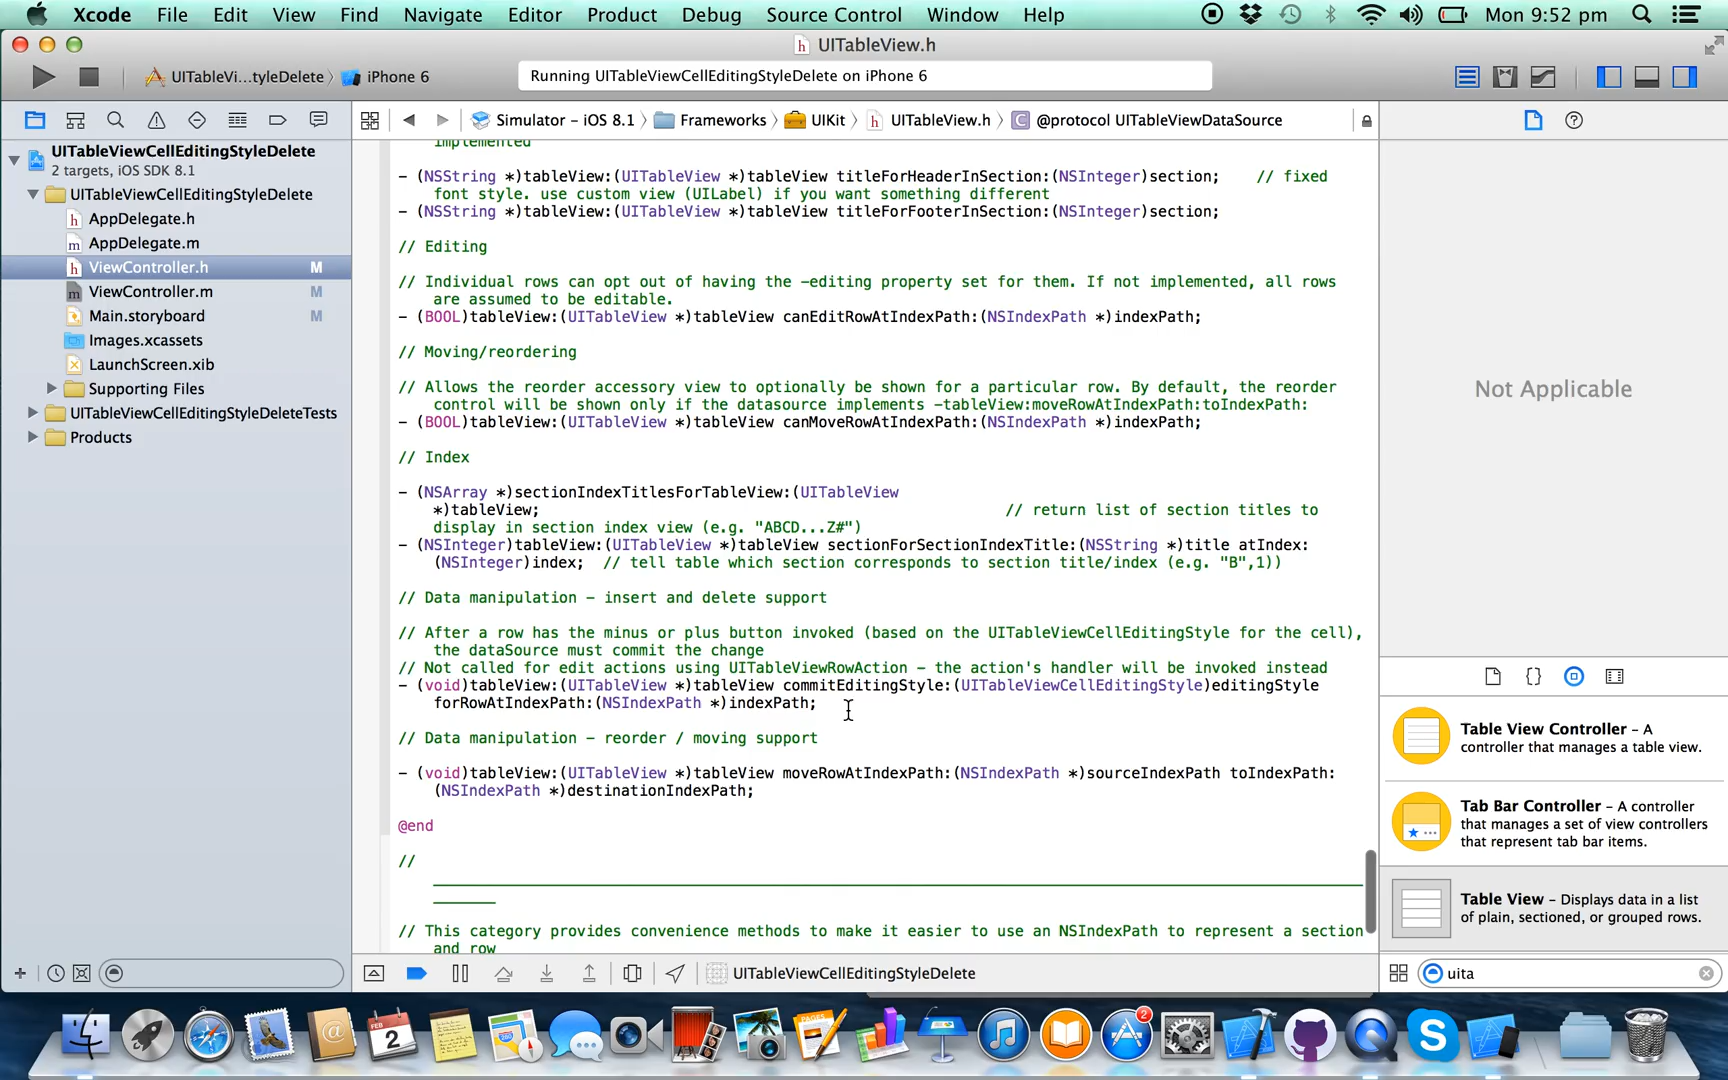 Xcode File Edit View Find Navigate Editor Product Debug Source Control Window Help Mon 9:52 pm
UITableView.h
UITableVi...tyleDelete iPhone 6
Running UITableViewCellEditingStyleDelete on iPhone 6
Simulator – iOS 8.1 Frameworks UIKit UITableView.h @protocol UITableViewDataSource
UITableViewCellEditingStyleDelete
2 targets, iOS SDK 8.1
UITableViewCellEditingStyleDelete
AppDelegate.h
AppDelegate.m
ViewController.h M
ViewController.m M
Main.storyboard M
Images.xcassets
LaunchScreen.xib
Supporting Files
UITableViewCellEditingStyleDeleteTests
Products
implemented
- (NSString *)tableView:(UITableView *)tableView titleForHeaderInSection:(NSInteger)section; // fixed
font style. use custom view (UILabel) if you want something different
- (NSString *)tableView:(UITableView *)tableView titleForFooterInSection:(NSInteger)section;
// Editing
// Individual rows can opt out of having the -editing property set for them. If not implemented, all rows
are assumed to be editable.
- (BOOL)tableView:(UITableView *)tableView canEditRowAtIndexPath:(NSIndexPath *)indexPath;
// Moving/reordering
// Allows the reorder accessory view to optionally be shown for a particular row. By default, the reorder
control will be shown only if the datasource implements -tableView:moveRowAtIndexPath:toIndexPath:
- (BOOL)tableView:(UITableView *)tableView canMoveRowAtIndexPath:(NSIndexPath *)indexPath;
// Index
- (NSArray *)sectionIndexTitlesForTableView:(UITableView
*)tableView; // return list of section titles to
display in section index view (e.g. "ABCD...Z#")
- (NSInteger)tableView:(UITableView *)tableView sectionForSectionIndexTitle:(NSString *)title atIndex:
(NSInteger)index; // tell table which section corresponds to section title/index (e.g. "B",1))
// Data manipulation - insert and delete support
// After a row has the minus or plus button invoked (based on the UITableViewCellEditingStyle for the cell),
the dataSource must commit the change
// Not called for edit actions using UITableViewRowAction - the action's handler will be invoked instead
- (void)tableView:(UITableView *)tableView commitEditingStyle:(UITableViewCellEditingStyle)editingStyle
forRowAtIndexPath:(NSIndexPath *)indexPath;
// Data manipulation - reorder / moving support
- (void)tableView:(UITableView *)tableView moveRowAtIndexPath:(NSIndexPath *)sourceIndexPath toIndexPath:
(NSIndexPath *)destinationIndexPath;
@end
//
// This category provides convenience methods to make it easier to use an NSIndexPath to represent a section
and row
UITableViewCellEditingStyleDelete
Not Applicable
Table View Controller – A
controller that manages a table view.
Tab Bar Controller – A controller
that manages a set of view controllers
that represent tab bar items.
Table View – Displays data in a list
of plain, sectioned, or grouped rows.
uita
FEB
2
2